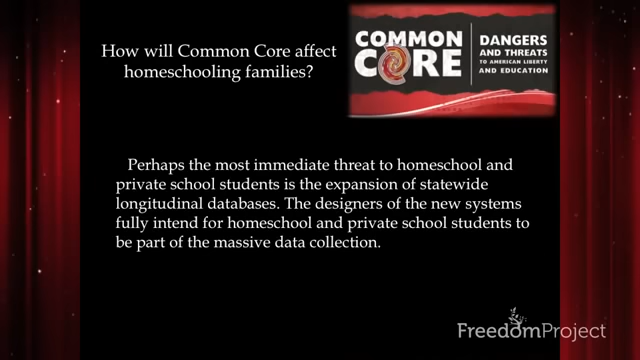 How will Common Core affect
homeschooling families?
COMMON
CORE
DANGERS
AND THREATS
TO AMERICAN LIBERTY
AND EDUCATION
Perhaps the most immediate threat to homeschool and
private school students is the expansion of statewide
longitudinal databases. The designers of the new systems
fully intend for homeschool and private school students to
be part of the massive data collection.
FreedomProject